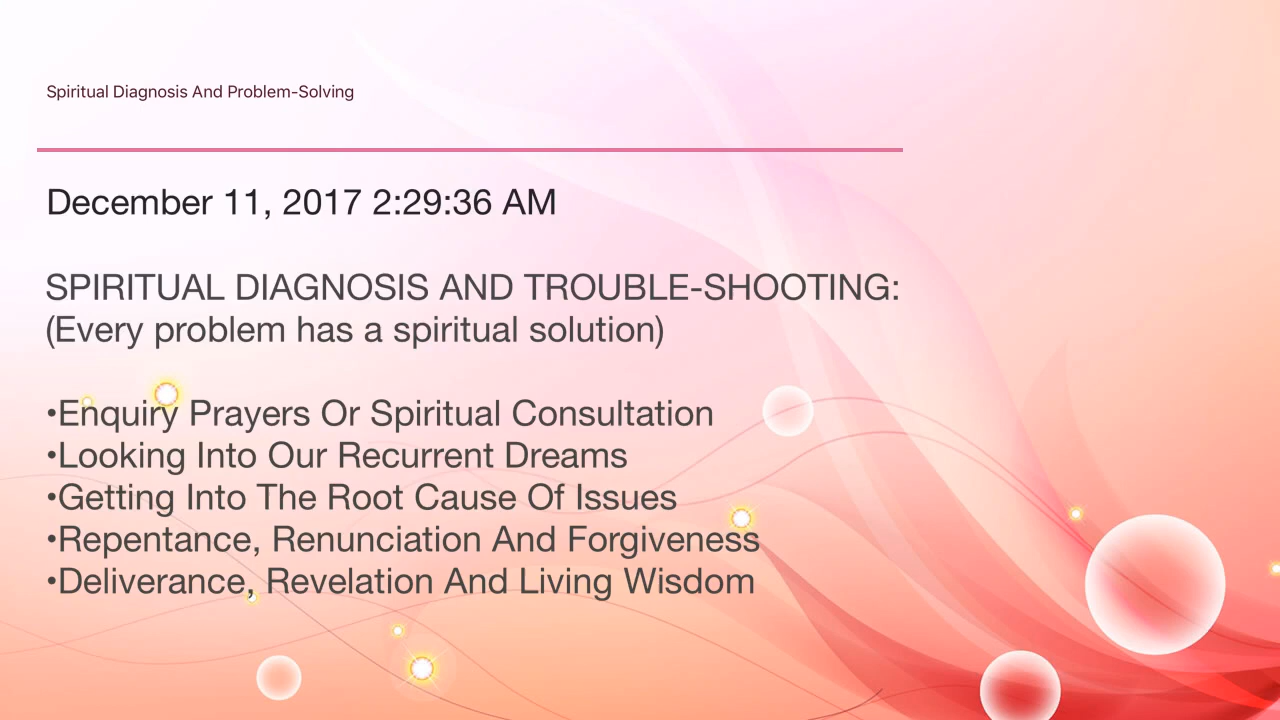 Spiritual Diagnosis And Problem-Solving
December 11, 2017 2:29:36 AM
SPIRITUAL DIAGNOSIS AND TROUBLE-SHOOTING:
(Every problem has a spiritual solution)
•Enquiry Prayers Or Spiritual Consultation
•Looking Into Our Recurrent Dreams
•Getting Into The Root Cause Of Issues
•Repentance, Renunciation And Forgiveness
•Deliverance, Revelation And Living Wisdom